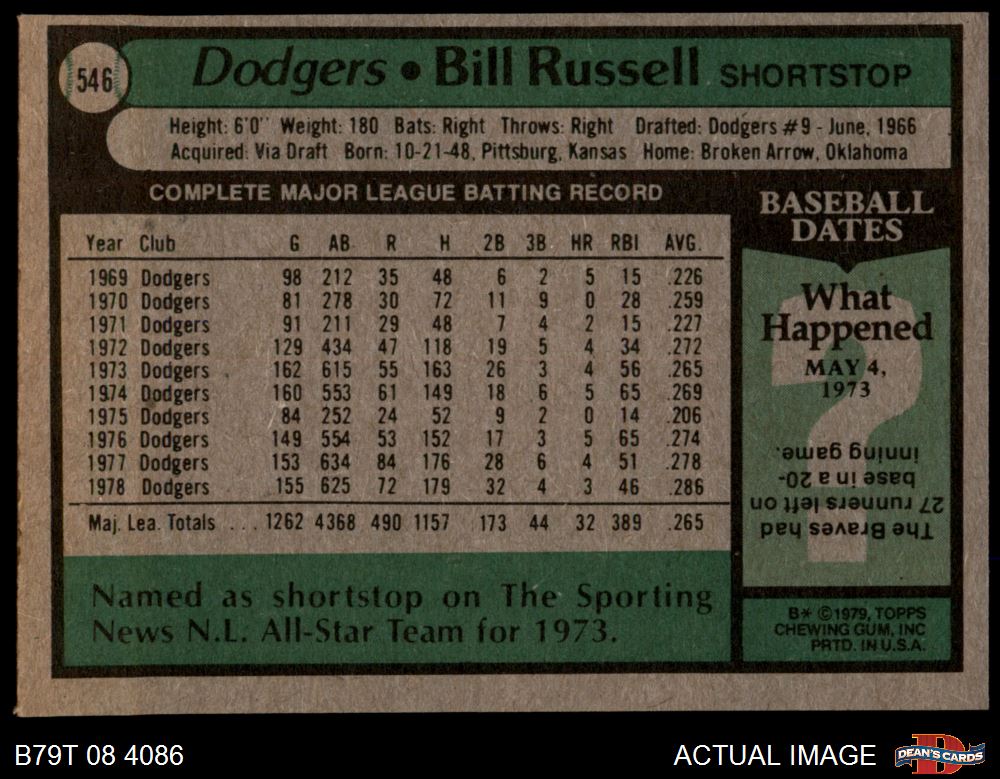 546
Dodgers • Bill Russell SHORTSTOP
Height: 6'0" Weight: 180 Bats: Right Throws: Right Drafted: Dodgers #9 - June, 1966
Acquired: Via Draft Born: 10-21-48, Pittsburg, Kansas Home: Broken Arrow, Oklahoma
COMPLETE MAJOR LEAGUE BATTING RECORD
Year Club G AB R H 2B 3B HR RBI AVG.
1969 Dodgers 98 212 35 48 6 2 5 15 .226
1970 Dodgers 81 278 30 72 11 9 0 28 .259
1971 Dodgers 91 211 29 48 7 4 2 15 .227
1972 Dodgers 129 434 47 118 19 5 4 34 .272
1973 Dodgers 162 615 55 163 26 3 4 56 .265
1974 Dodgers 160 553 61 149 18 6 5 65 .269
1975 Dodgers 84 252 24 52 9 2 0 14 .206
1976 Dodgers 149 554 53 152 17 3 5 65 .274
1977 Dodgers 153 634 84 176 28 6 4 51 .278
1978 Dodgers 155 625 72 179 32 4 3 46 .286
Maj. Lea. Totals ... 1262 4368 490 1157 173 44 32 389 .265
Named as shortstop on The Sporting
News N.L. All-Star Team for 1973.
BASEBALL
DATES
What
Happened
MAY 4,
1973
?
The Braves had
27 runners left on
base in a 20-
inning game.
B* ©1979, TOPPS
CHEWING GUM, INC
PRTD. IN U.S.A.
B79T 08 4086
ACTUAL IMAGE
DEAN'S CARDS